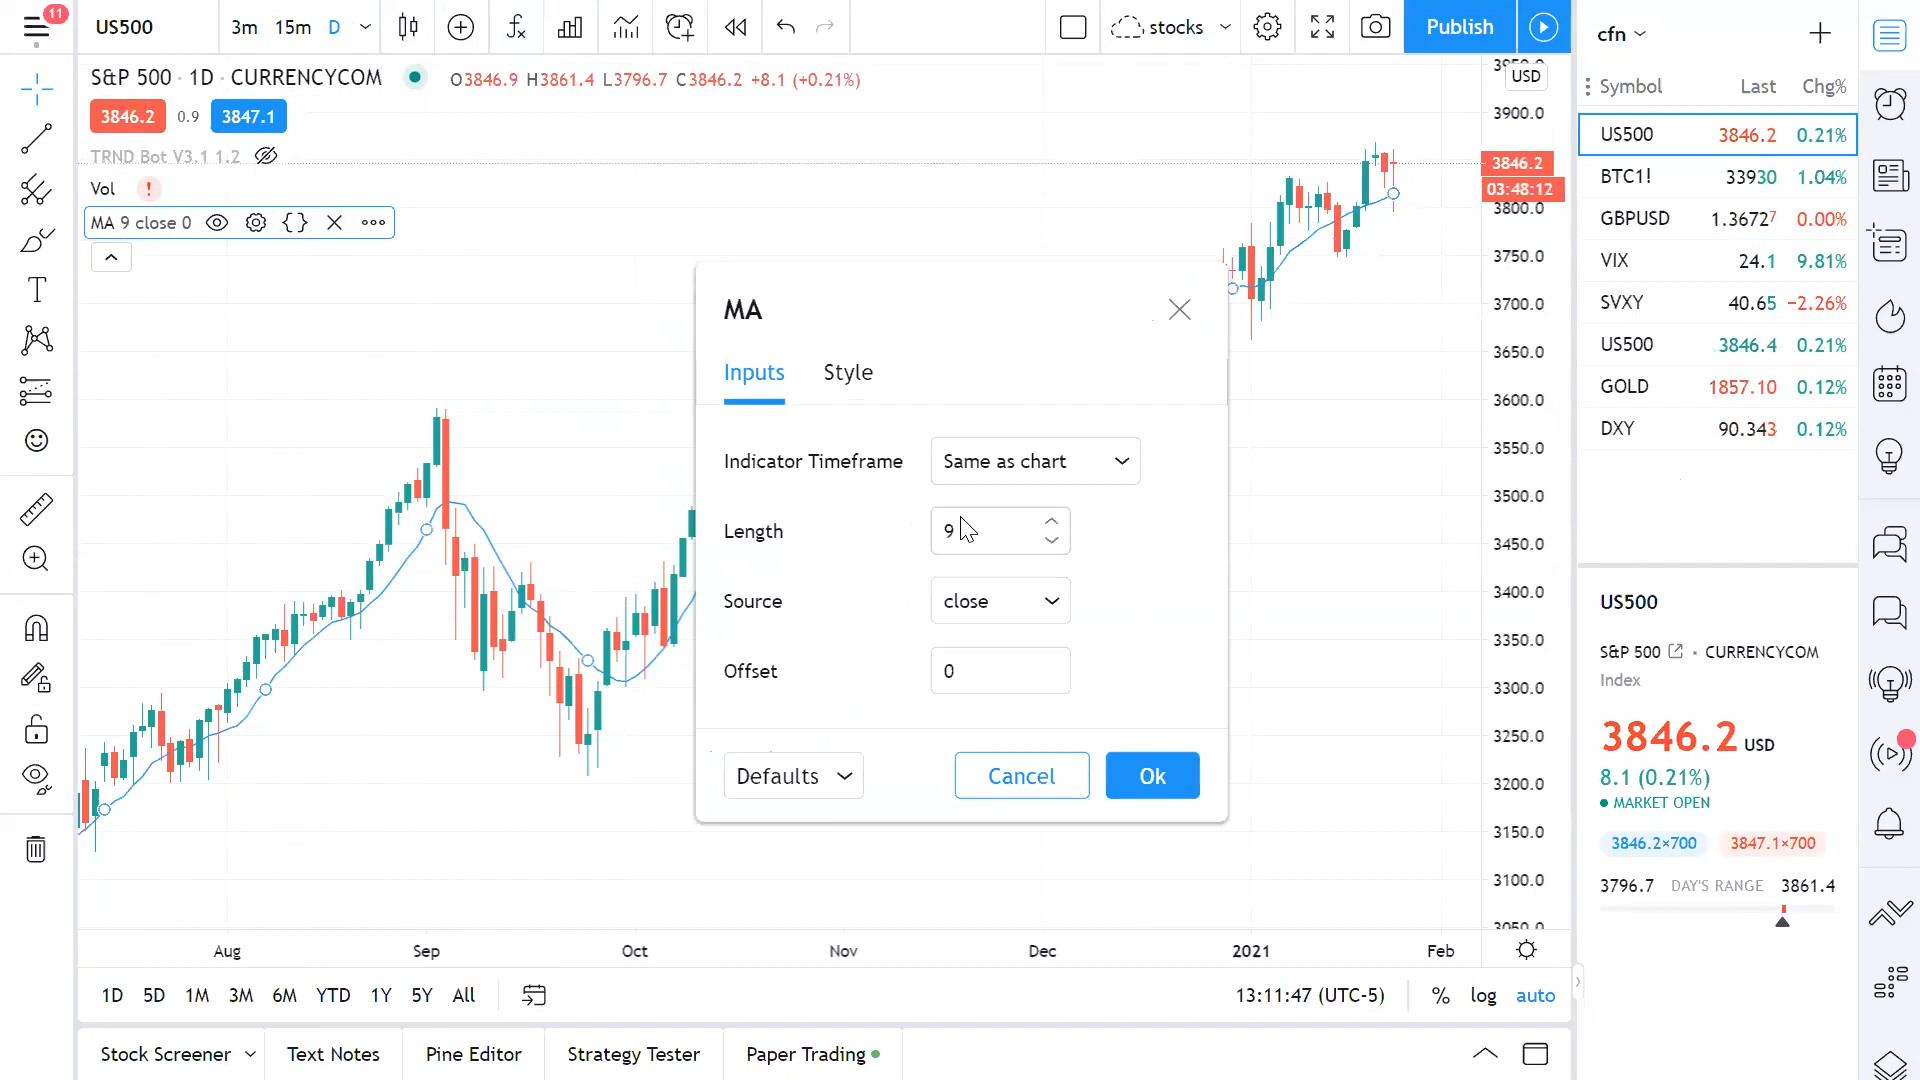 11
US500
3m 15m D
stocks
Publish
S&P 500 · 1D · CURRENCYCOM
O3846.9 H3861.4 L3796.7 C3846.2 +8.1 (+0.21%)
3846.2 0.9 3847.1
TRND Bot V3.1 1.2
Vol !
MA 9 close 0
MA
Inputs Style
Indicator Timeframe Same as chart
Length 9
Source close
Offset 0
Defaults Cancel Ok
3950.0
USD
3900.0
3846.2
03:48:12
3800.0
3750.0
3700.0
3650.0
3600.0
3550.0
3500.0
3450.0
3400.0
3350.0
3300.0
3250.0
3200.0
3150.0
3100.0
3050.0
Aug Sep Oct Nov Dec 2021 Feb
1D 5D 1M 3M 6M YTD 1Y 5Y All
13:11:47 (UTC-5) % log auto
Stock Screener Text Notes Pine Editor Strategy Tester Paper Trading
cfn
Symbol Last Chg%
US500 3846.2 0.21%
BTC1! 33930 1.04%
GBPUSD 1.36727 0.00%
VIX 24.1 9.81%
SVXY 40.65 −2.26%
US500 3846.4 0.21%
GOLD 1857.10 0.12%
DXY 90.343 0.12%
US500
S&P 500 · CURRENCYCOM
Index
3846.2 USD
8.1 (0.21%)
MARKET OPEN
3846.2×700 3847.1×700
3796.7 DAY'S RANGE 3861.4